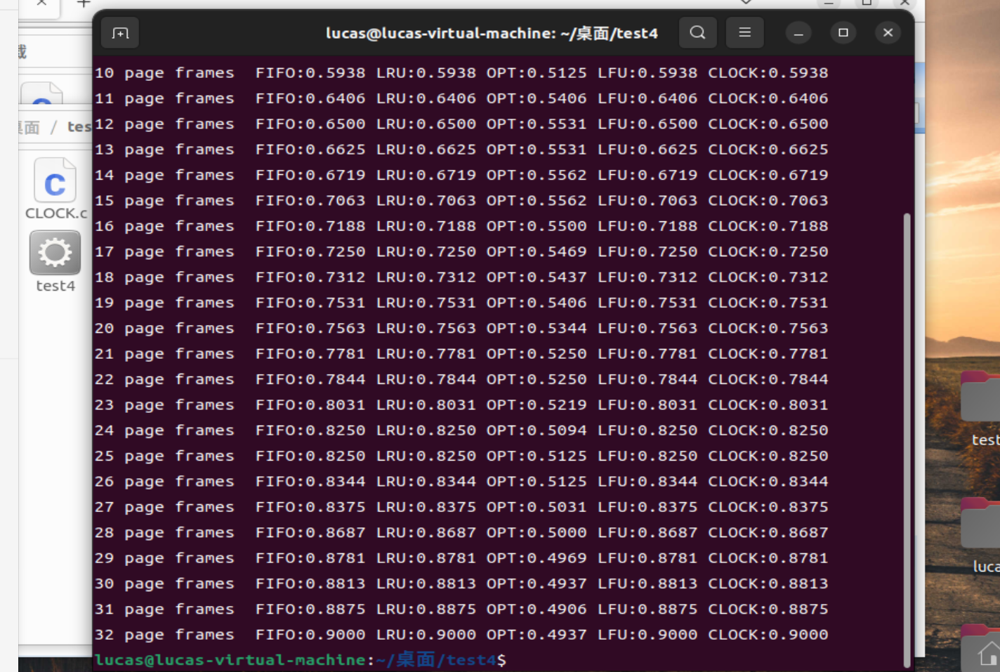 lucas@lucas-virtual-machine: ~/桌面/test4
10 page frames  FIFO:0.5938 LRU:0.5938 OPT:0.5125 LFU:0.5938 CLOCK:0.5938
11 page frames  FIFO:0.6406 LRU:0.6406 OPT:0.5406 LFU:0.6406 CLOCK:0.6406
12 page frames  FIFO:0.6500 LRU:0.6500 OPT:0.5531 LFU:0.6500 CLOCK:0.6500
13 page frames  FIFO:0.6625 LRU:0.6625 OPT:0.5531 LFU:0.6625 CLOCK:0.6625
14 page frames  FIFO:0.6719 LRU:0.6719 OPT:0.5562 LFU:0.6719 CLOCK:0.6719
15 page frames  FIFO:0.7063 LRU:0.7063 OPT:0.5562 LFU:0.7063 CLOCK:0.7063
16 page frames  FIFO:0.7188 LRU:0.7188 OPT:0.5500 LFU:0.7188 CLOCK:0.7188
17 page frames  FIFO:0.7250 LRU:0.7250 OPT:0.5469 LFU:0.7250 CLOCK:0.7250
18 page frames  FIFO:0.7312 LRU:0.7312 OPT:0.5437 LFU:0.7312 CLOCK:0.7312
19 page frames  FIFO:0.7531 LRU:0.7531 OPT:0.5406 LFU:0.7531 CLOCK:0.7531
20 page frames  FIFO:0.7563 LRU:0.7563 OPT:0.5344 LFU:0.7563 CLOCK:0.7563
21 page frames  FIFO:0.7781 LRU:0.7781 OPT:0.5250 LFU:0.7781 CLOCK:0.7781
22 page frames  FIFO:0.7844 LRU:0.7844 OPT:0.5250 LFU:0.7844 CLOCK:0.7844
23 page frames  FIFO:0.8031 LRU:0.8031 OPT:0.5219 LFU:0.8031 CLOCK:0.8031
24 page frames  FIFO:0.8250 LRU:0.8250 OPT:0.5094 LFU:0.8250 CLOCK:0.8250
25 page frames  FIFO:0.8250 LRU:0.8250 OPT:0.5125 LFU:0.8250 CLOCK:0.8250
26 page frames  FIFO:0.8344 LRU:0.8344 OPT:0.5125 LFU:0.8344 CLOCK:0.8344
27 page frames  FIFO:0.8375 LRU:0.8375 OPT:0.5031 LFU:0.8375 CLOCK:0.8375
28 page frames  FIFO:0.8687 LRU:0.8687 OPT:0.5000 LFU:0.8687 CLOCK:0.8687
29 page frames  FIFO:0.8781 LRU:0.8781 OPT:0.4969 LFU:0.8781 CLOCK:0.8781
30 page frames  FIFO:0.8813 LRU:0.8813 OPT:0.4937 LFU:0.8813 CLOCK:0.8813
31 page frames  FIFO:0.8875 LRU:0.8875 OPT:0.4906 LFU:0.8875 CLOCK:0.8875
32 page frames  FIFO:0.9000 LRU:0.9000 OPT:0.4937 LFU:0.9000 CLOCK:0.9000
lucas@lucas-virtual-machine:~/桌面/test4$
面 / tes
C
CLOCK.c
test4
test
luca